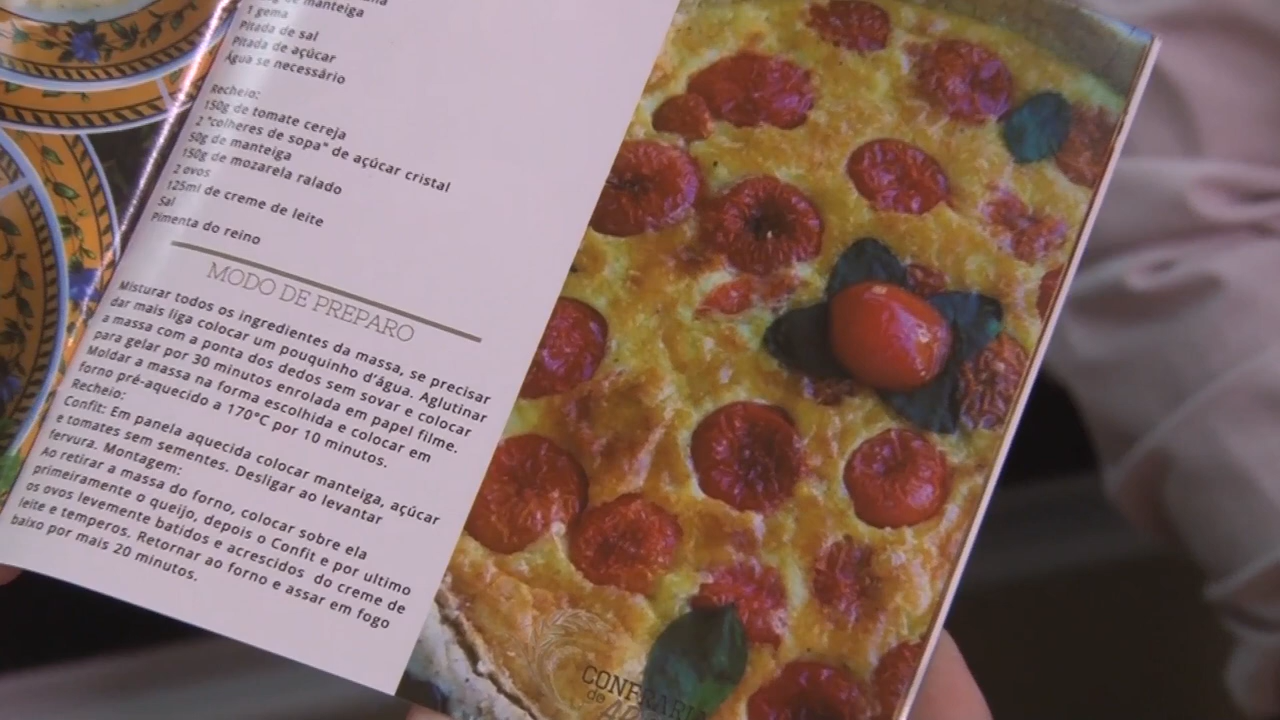 de manteiga
1 gema
Pitada de sal
Pitada de açúcar
Água se necessário
Recheio:
150g de tomate cereja
2 "colheres de sopa" de açúcar cristal
50g de manteiga
150g de mozarela ralado
2 ovos
125ml de creme de leite
Sal
Pimenta do reino
MODO DE PREPARO
Misturar todos os ingredientes da massa, se precisar
dar mais liga colocar um pouquinho d'água. Aglutinar
a massa com a ponta dos dedos sem sovar e colocar
para gelar por 30 minutos enrolada em papel filme.
Moldar a massa na forma escolhida e colocar em
forno pré-aquecido a 170°C por 10 minutos.
Recheio:
Confit: Em panela aquecida colocar manteiga, açúcar
e tomates sem sementes. Desligar ao levantar
fervura. Montagem:
Ao retirar a massa do forno, colocar sobre ela
primeiramente o queijo, depois o Confit e por ultimo
os ovos levemente batidos e acrescidos do creme de
leite e temperos. Retornar ao forno e assar em fogo
baixo por mais 20 minutos.
do